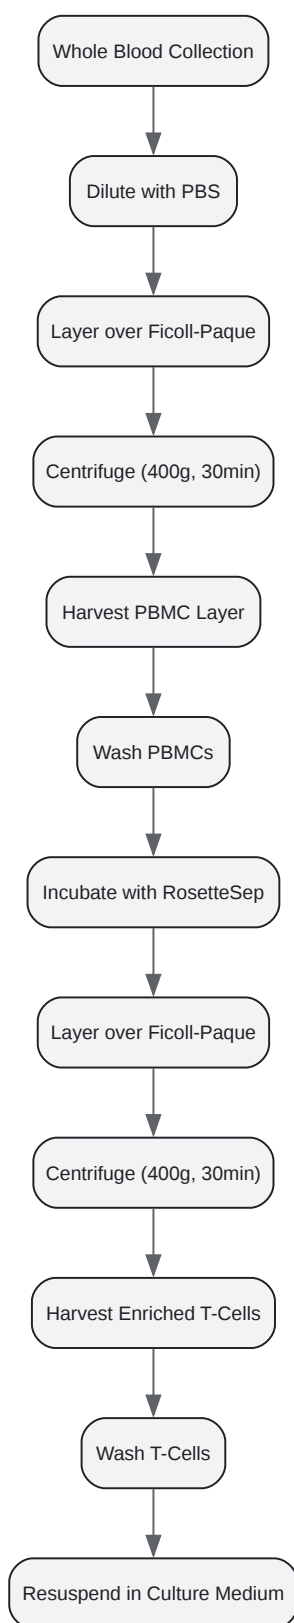 Whole Blood Collection
Dilute with PBS
Layer over Ficoll-Paque
Centrifuge (400g, 30min)
Harvest PBMC Layer
Wash PBMCs
Incubate with RosetteSep
Layer over Ficoll-Paque
Centrifuge (400g, 30min)
Harvest Enriched T-Cells
Wash T-Cells
Resuspend in Culture Medium